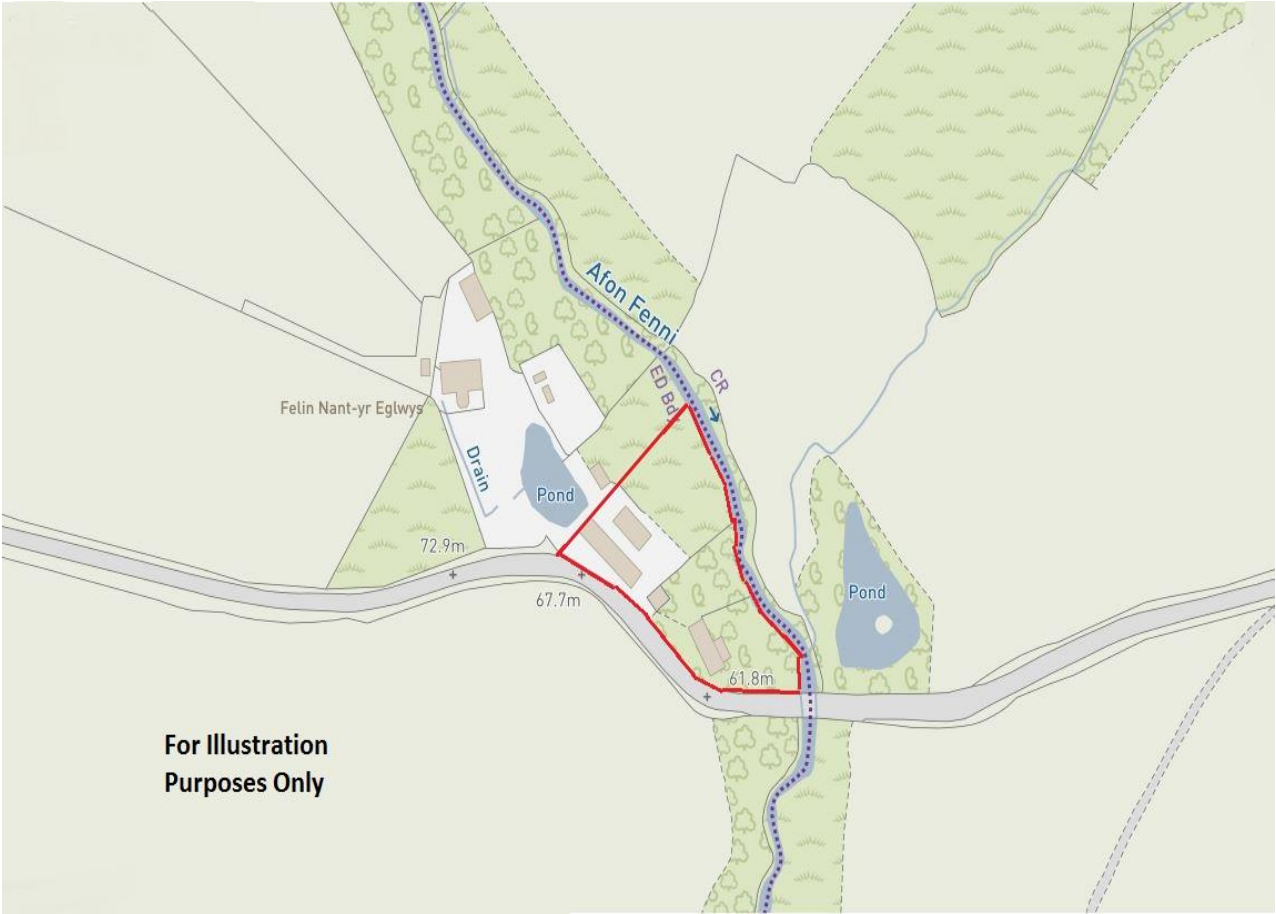 Afon Fenni
CR
ED Bdy
Felin Nant-yr Eglwys
Drain
Pond
72.9m
67.7m
Pond
61.8m
For Illustration
Purposes Only